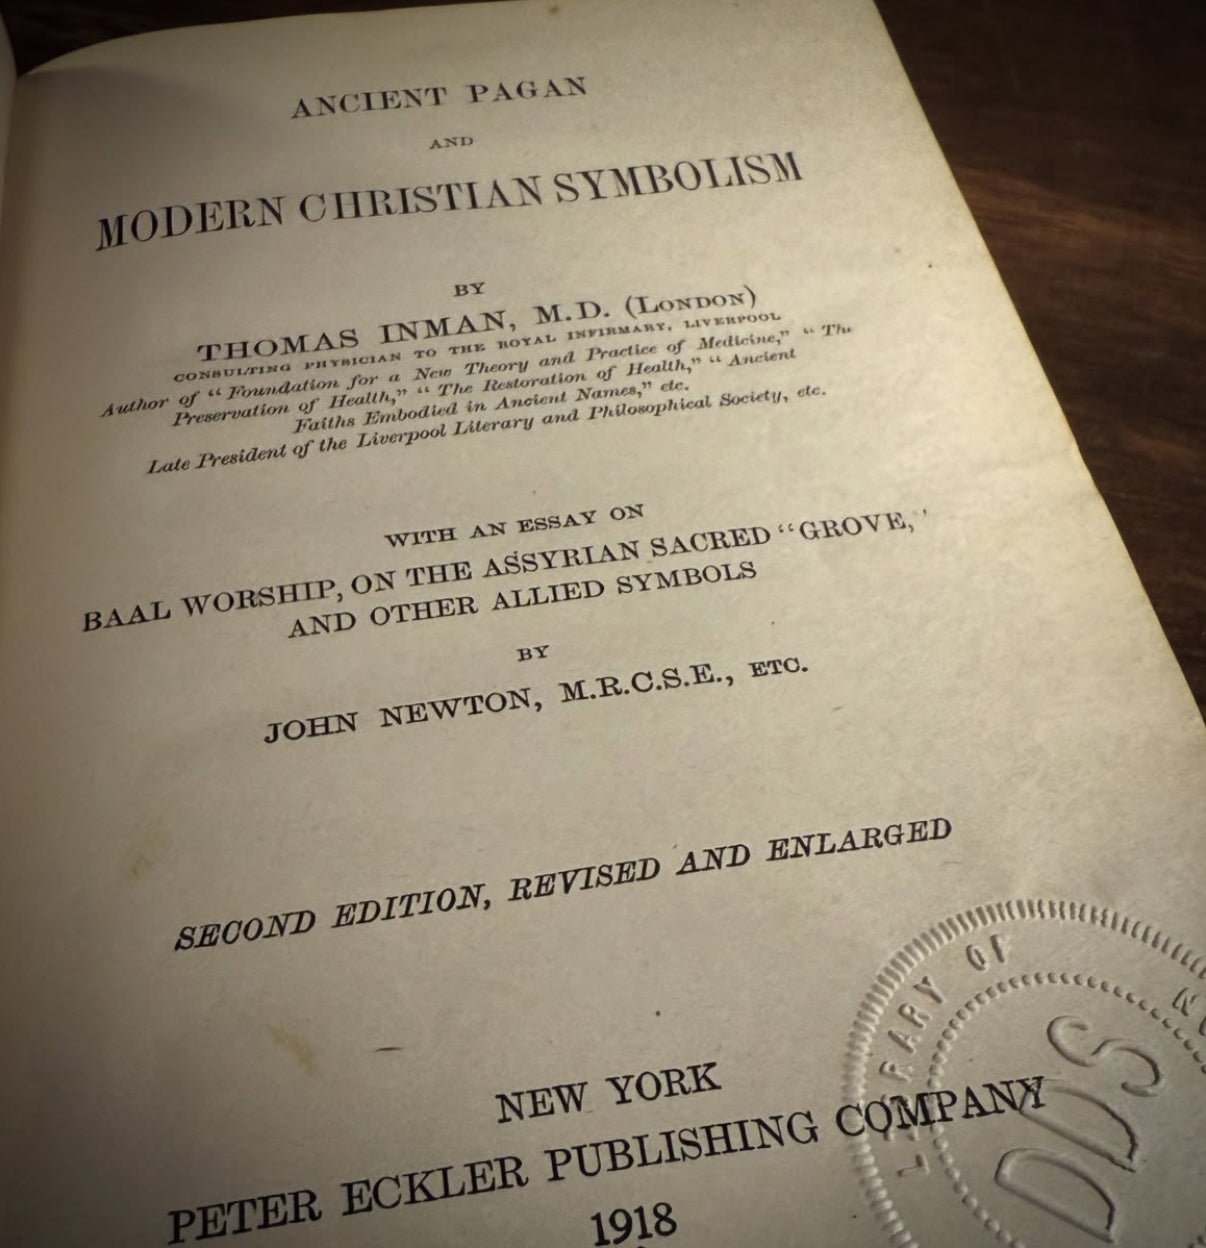 ANCIENT PAGAN
AND
MODERN CHRISTIAN SYMBOLISM
BY
THOMAS INMAN, M.D. (LONDON)
CONSULTING PHYSICIAN TO THE ROYAL INFIRMARY, LIVERPOOL
Author of “Foundation for a New Theory and Practice of Medicine,” “The
Preservation of Health,” “The Restoration of Health,” “Ancient
Faiths Embodied in Ancient Names,” etc.
Late President of the Liverpool Literary and Philosophical Society, etc.
WITH AN ESSAY ON
BAAL WORSHIP, ON THE ASSYRIAN SACRED “GROVE,”
AND OTHER ALLIED SYMBOLS
BY
JOHN NEWTON, M.R.C.S.E., ETC.
SECOND EDITION, REVISED AND ENLARGED
NEW YORK
PETER ECKLER PUBLISHING COMPANY
1918
LIBRARY OF
DDS